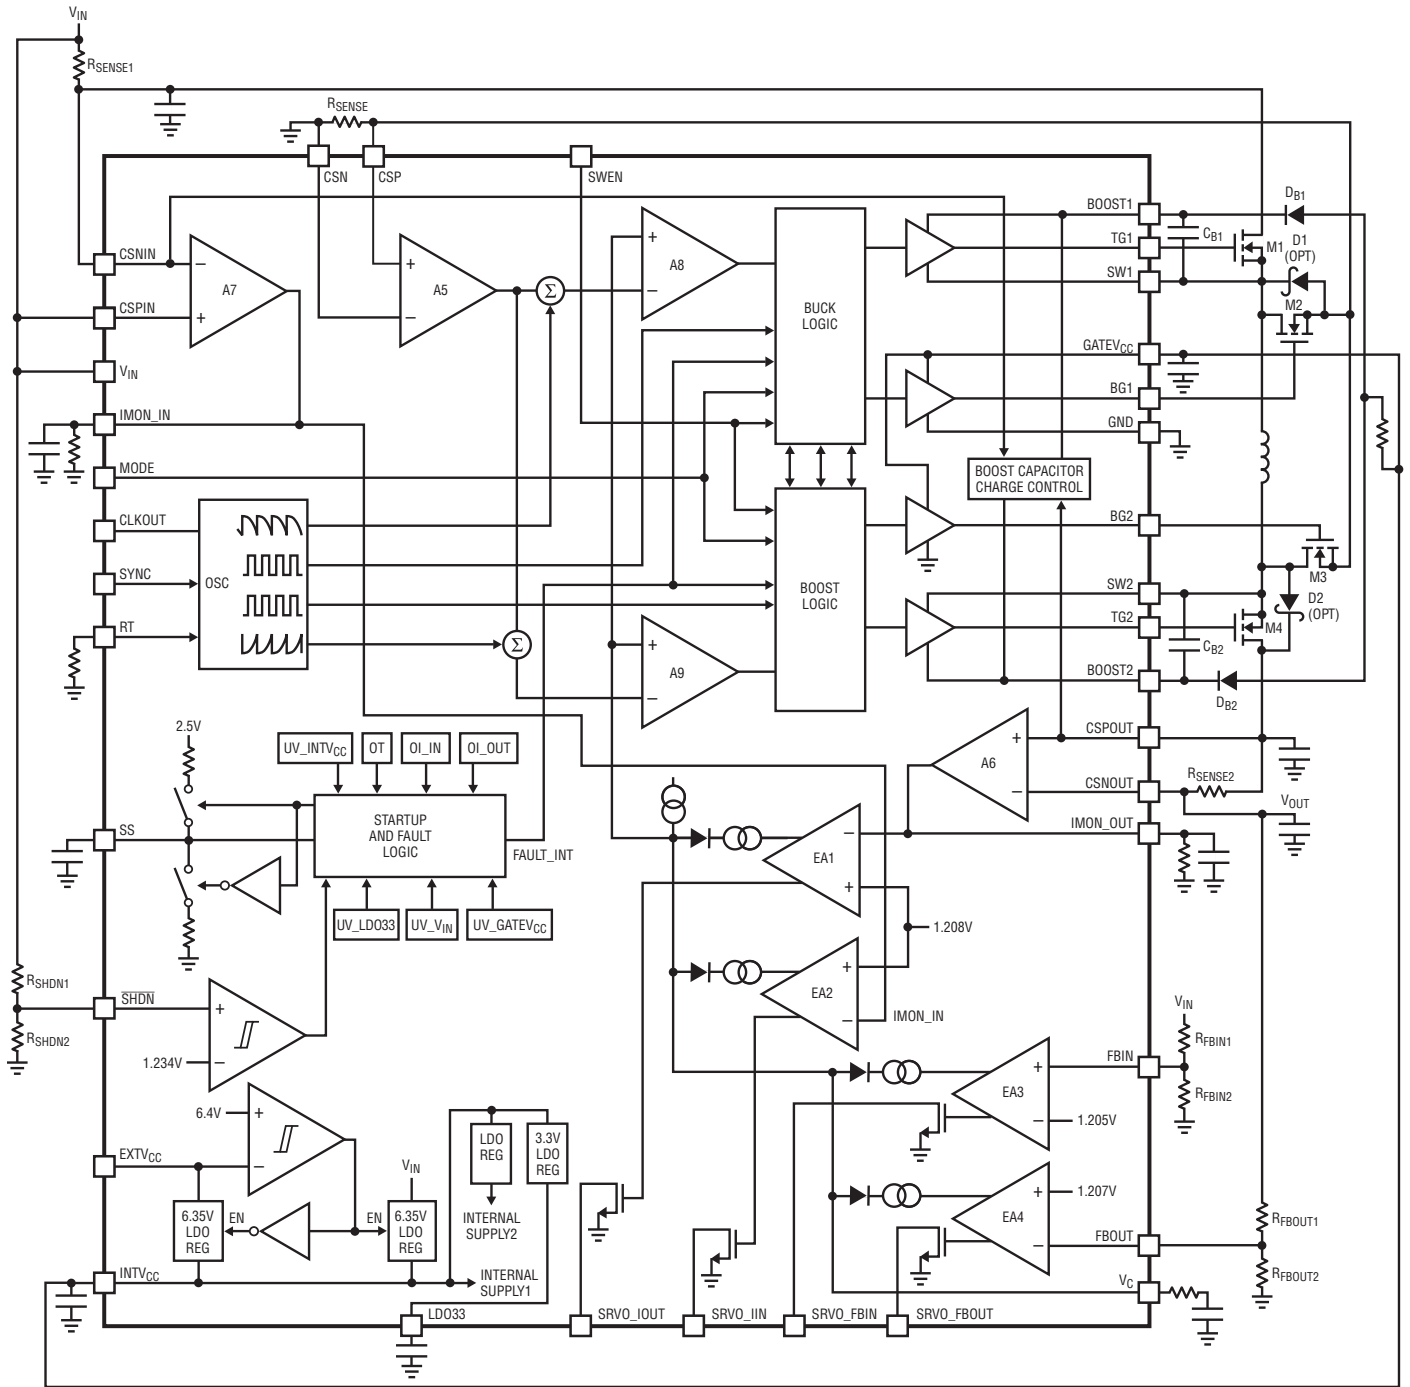 VIN
RSENSE1
RSENSE
CSN
CSP
SWEN
CSNIN
CSPIN
VIN
IMON_IN
MODE
CLKOUT
SYNC
RT
A7
A5
A8
A9
Σ
Σ
OSC
BUCK
LOGIC
BOOST
LOGIC
BOOST CAPACITOR
CHARGE CONTROL
BOOST1
TG1
SW1
GATEVCC
BG1
GND
BG2
SW2
TG2
BOOST2
CSPOUT
CSNOUT
IMON_OUT
DB1
CB1
M1
D1
(OPT)
M2
M3
D2
(OPT)
M4
CB2
DB2
RSENSE2
VOUT
A6
2.5V
SS
UV_INTVCC
OT
OI_IN
OI_OUT
STARTUP
AND FAULT
LOGIC
FAULT_INT
UV_LDO33
UV_VIN
UV_GATEVCC
EA1
1.208V
EA2
IMON_IN
RSHDN1
SHDN
RSHDN2
1.234V
6.4V
EXTVCC
6.35V
LDO
REG
EN
EN
VIN
6.35V
LDO
REG
LDO
REG
3.3V
LDO
REG
INTERNAL
SUPPLY2
INTERNAL
SUPPLY1
INTVCC
LDO33
SRVO_IOUT
SRVO_IIN
SRVO_FBIN
SRVO_FBOUT
EA3
1.205V
EA4
1.207V
FBIN
VIN
RFBIN1
RFBIN2
FBOUT
RFBOUT1
RFBOUT2
VC